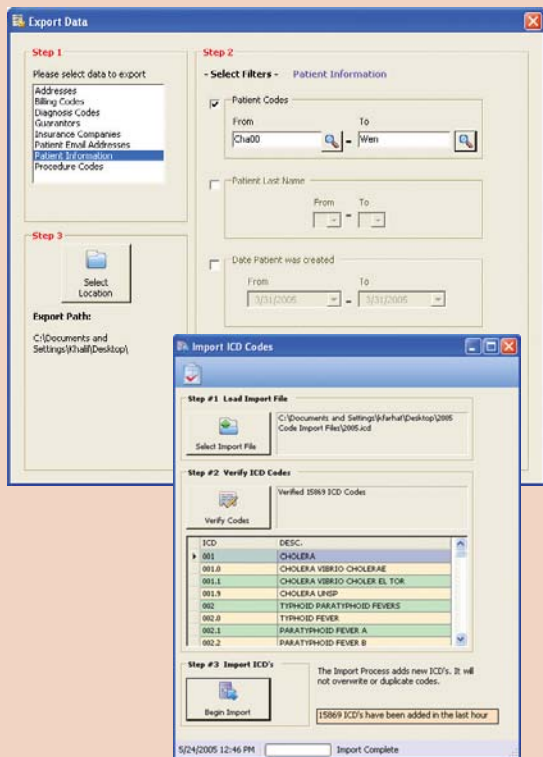 Export Data
Step 1
Please select data to export
Addresses
Billing Codes
Diagnosis Codes
Guarantors
Insurance Companies
Patient Email Addresses
Patient Information
Procedure Codes
Step 2
- Select Filters - Patient Information
Patient Codes
From To
Cha00 - Wen
Patient Last Name
From To
-
Date Patient was created
From To
3/31/2005 - 3/31/2005
Step 3
Select
Location
Export Path:
C:\Documents and
Settings\Khalil\Desktop\
Import ICD Codes
Step #1 Load Import File
Select Import File
C:\Documents and Settings\kfarhat\Desktop\2005
Code Import Files\2005.icd
Step #2 Verify ICD Codes
Verify Codes
Verified 15869 ICD Codes
ICD DESC.
001 CHOLERA
001.0 CHOLERA VIBRIO CHOLERAE
001.1 CHOLERA VIBRIO CHOLER EL TOR
001.9 CHOLERA UNSP
002 TYPHOID PARATYPHOID FEVERS
002.0 TYPHOID FEVER
002.1 PARATYPHOID FEVER A
002.2 PARATYPHOID FEVER B
Step #3 Import ICD's
Begin Import
The Import Process adds new ICD's. It will
not overwrite or duplicate codes.
15869 ICD's have been added in the last hour
5/24/2005 12:46 PM Import Complete